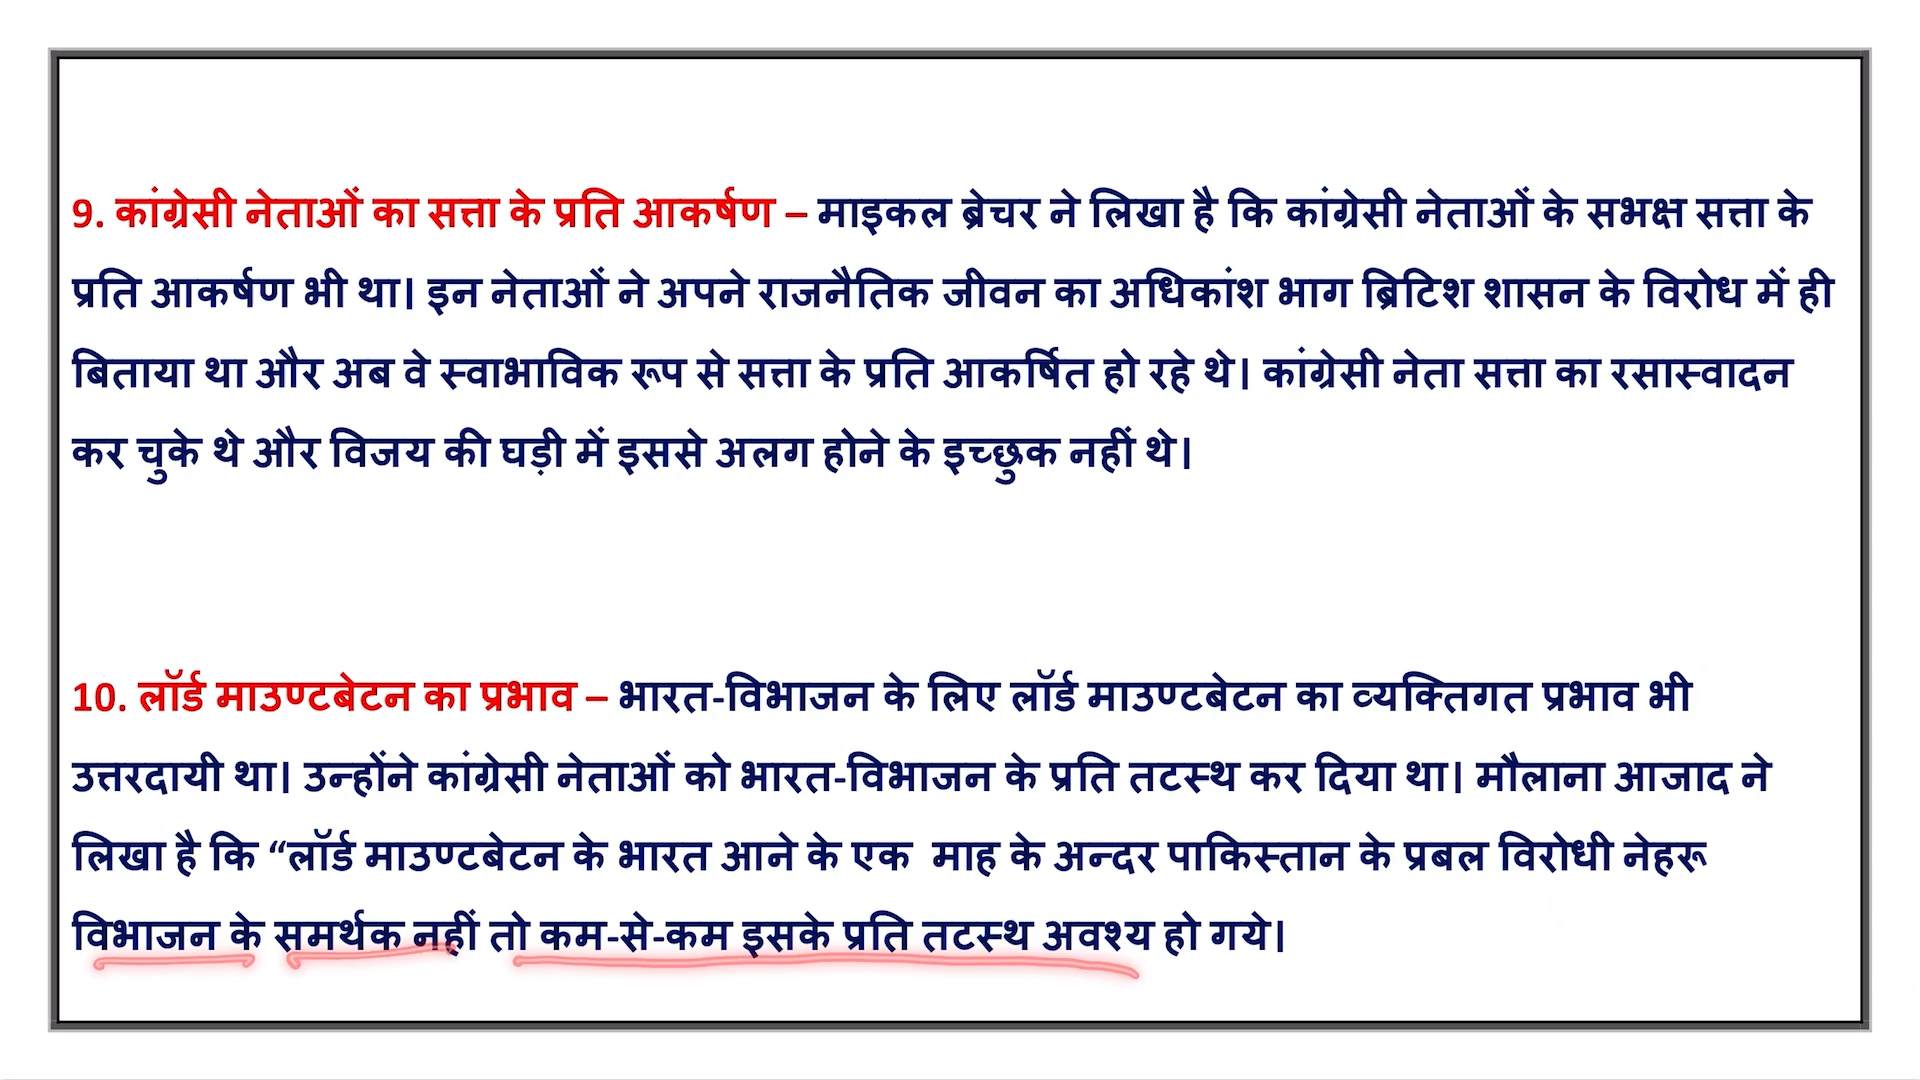 9. कांग्रेसी नेताओं का सत्ता के प्रति आकर्षण – माइकल ब्रेचर ने लिखा है कि कांग्रेसी नेताओं के सभक्ष सत्ता के
प्रति आकर्षण भी था। इन नेताओं ने अपने राजनैतिक जीवन का अधिकांश भाग ब्रिटिश शासन के विरोध में ही
बिताया था और अब वे स्वाभाविक रूप से सत्ता के प्रति आकर्षित हो रहे थे। कांग्रेसी नेता सत्ता का रसास्वादन
कर चुके थे और विजय की घड़ी में इससे अलग होने के इच्छुक नहीं थे।
10. लॉर्ड माउण्टबेटन का प्रभाव – भारत-विभाजन के लिए लॉर्ड माउण्टबेटन का व्यक्तिगत प्रभाव भी
उत्तरदायी था। उन्होंने कांग्रेसी नेताओं को भारत-विभाजन के प्रति तटस्थ कर दिया था। मौलाना आजाद ने
लिखा है कि “लॉर्ड माउण्टबेटन के भारत आने के एक माह के अन्दर पाकिस्तान के प्रबल विरोधी नेहरू
विभाजन के समर्थक नहीं तो कम-से-कम इसके प्रति तटस्थ अवश्य हो गये।